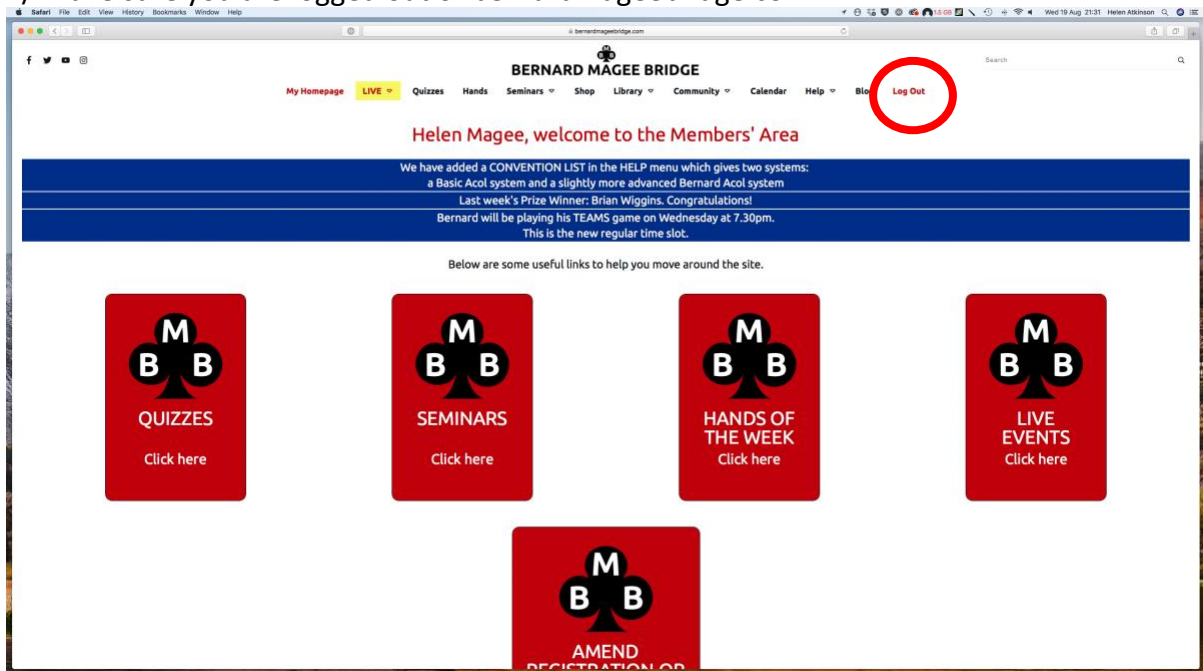 Safari File Edit View History Bookmarks Window Help 1.5 GB Wed 19 Aug 21:31 Helen Atkinson
bernardmageebridge.com
BERNARD MAGEE BRIDGE
Search
My Homepage LIVE Quizzes Hands Seminars Shop Library Community Calendar Help Log Out
Helen Magee, welcome to the Members' Area
We have added a CONVENTION LIST in the HELP menu which gives two systems:
a Basic Acol system and a slightly more advanced Bernard Acol system
Last week's Prize Winner: Brian Wiggins. Congratulations!
Bernard will be playing his TEAMS game on Wednesday at 7.30pm.
This is the new regular time slot.
Below are some useful links to help you move around the site.
M
B B
QUIZZES
Click here
M
B B
SEMINARS
Click here
M
B B
HANDS OF
THE WEEK
Click here
M
B B
LIVE
EVENTS
Click here
M
B B
AMEND